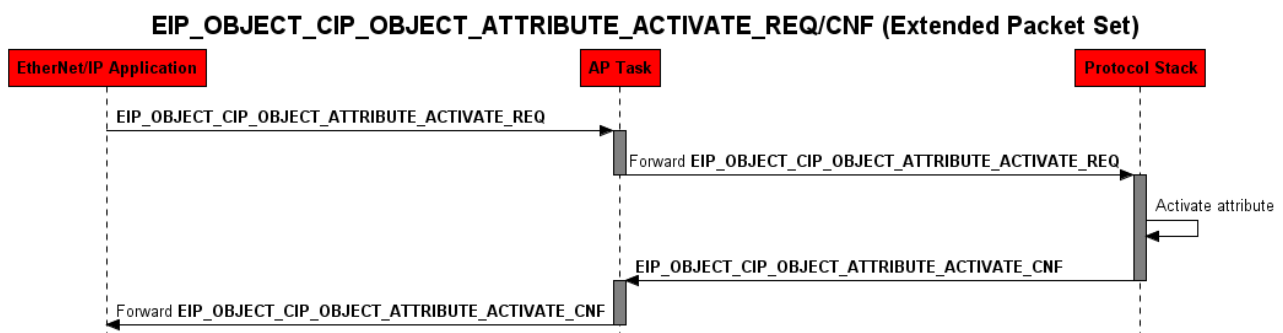 EIP_OBJECT_CIP_OBJECT_ATTRIBUTE_ACTIVATE_REQ/CNF (Extended Packet Set)
EtherNet/IP Application
AP Task
Protocol Stack
EIP_OBJECT_CIP_OBJECT_ATTRIBUTE_ACTIVATE_REQ
Forward EIP_OBJECT_CIP_OBJECT_ATTRIBUTE_ACTIVATE_REQ
Activate attribute
EIP_OBJECT_CIP_OBJECT_ATTRIBUTE_ACTIVATE_CNF
Forward EIP_OBJECT_CIP_OBJECT_ATTRIBUTE_ACTIVATE_CNF